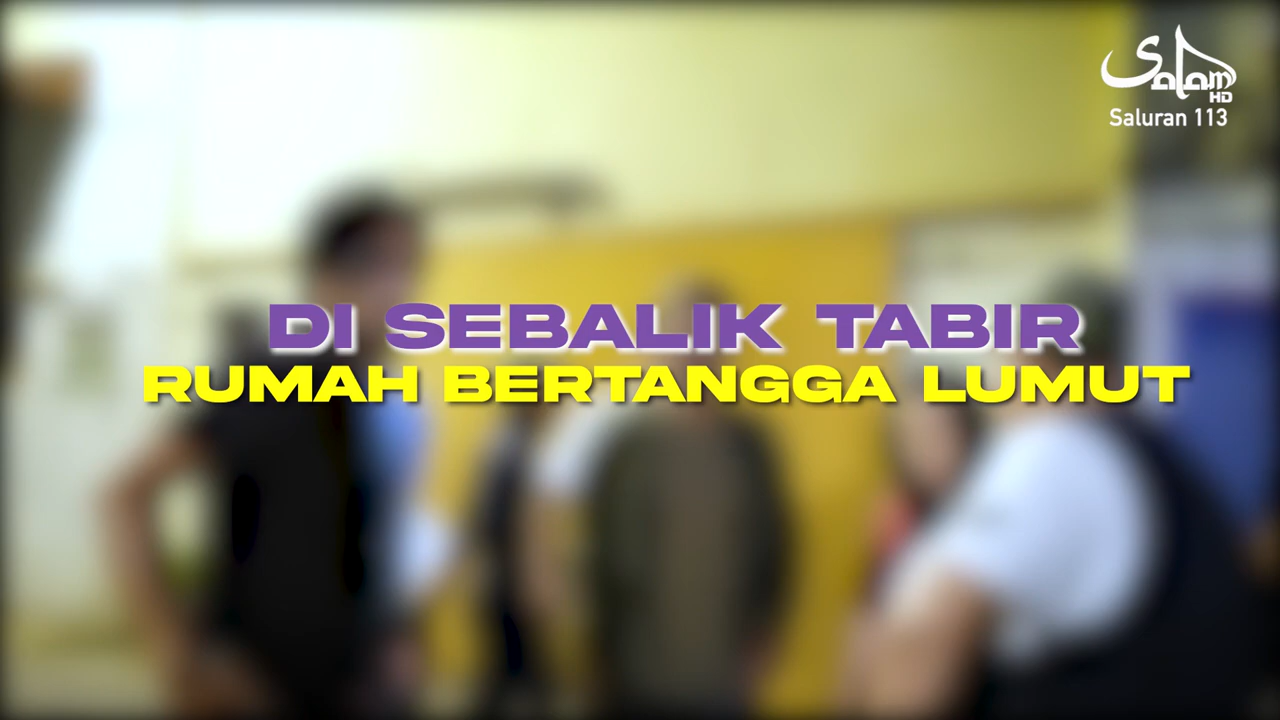 Salam
HD
Saluran 113
DI SEBALIK TABIR
RUMAH BERTANGGA LUMUT